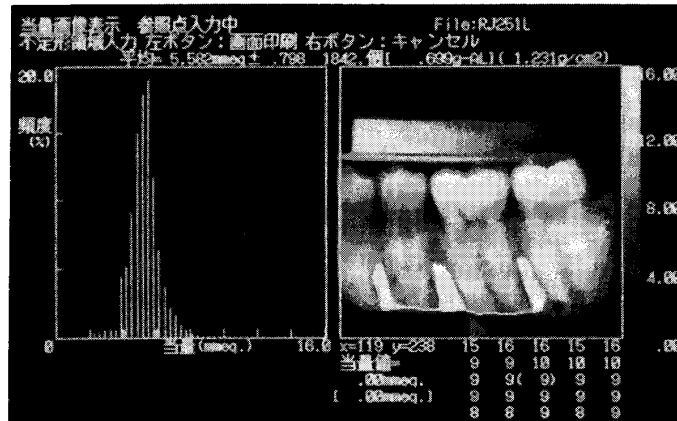 当量画像表示 参照点入力中 File:RJ251L
不定形領域入力 左ボタン:画面印刷 右ボタン:キャンセル
平均= 5.582mmeq± .798 1842.個[ .699g-AL]( 1.231g/cm2)
20.0
頻度
(%)
0 当量(mmeq.) 16.0
16.00
12.00
8.00
4.00
.00
x=119 y=238 15 16 16 15 16
当量値= 9 9 10 10 10
.00mmeq. 9 9( 9) 9 9
[ .00mmeq.] 9 9 9 9 9
8 8 9 8 9